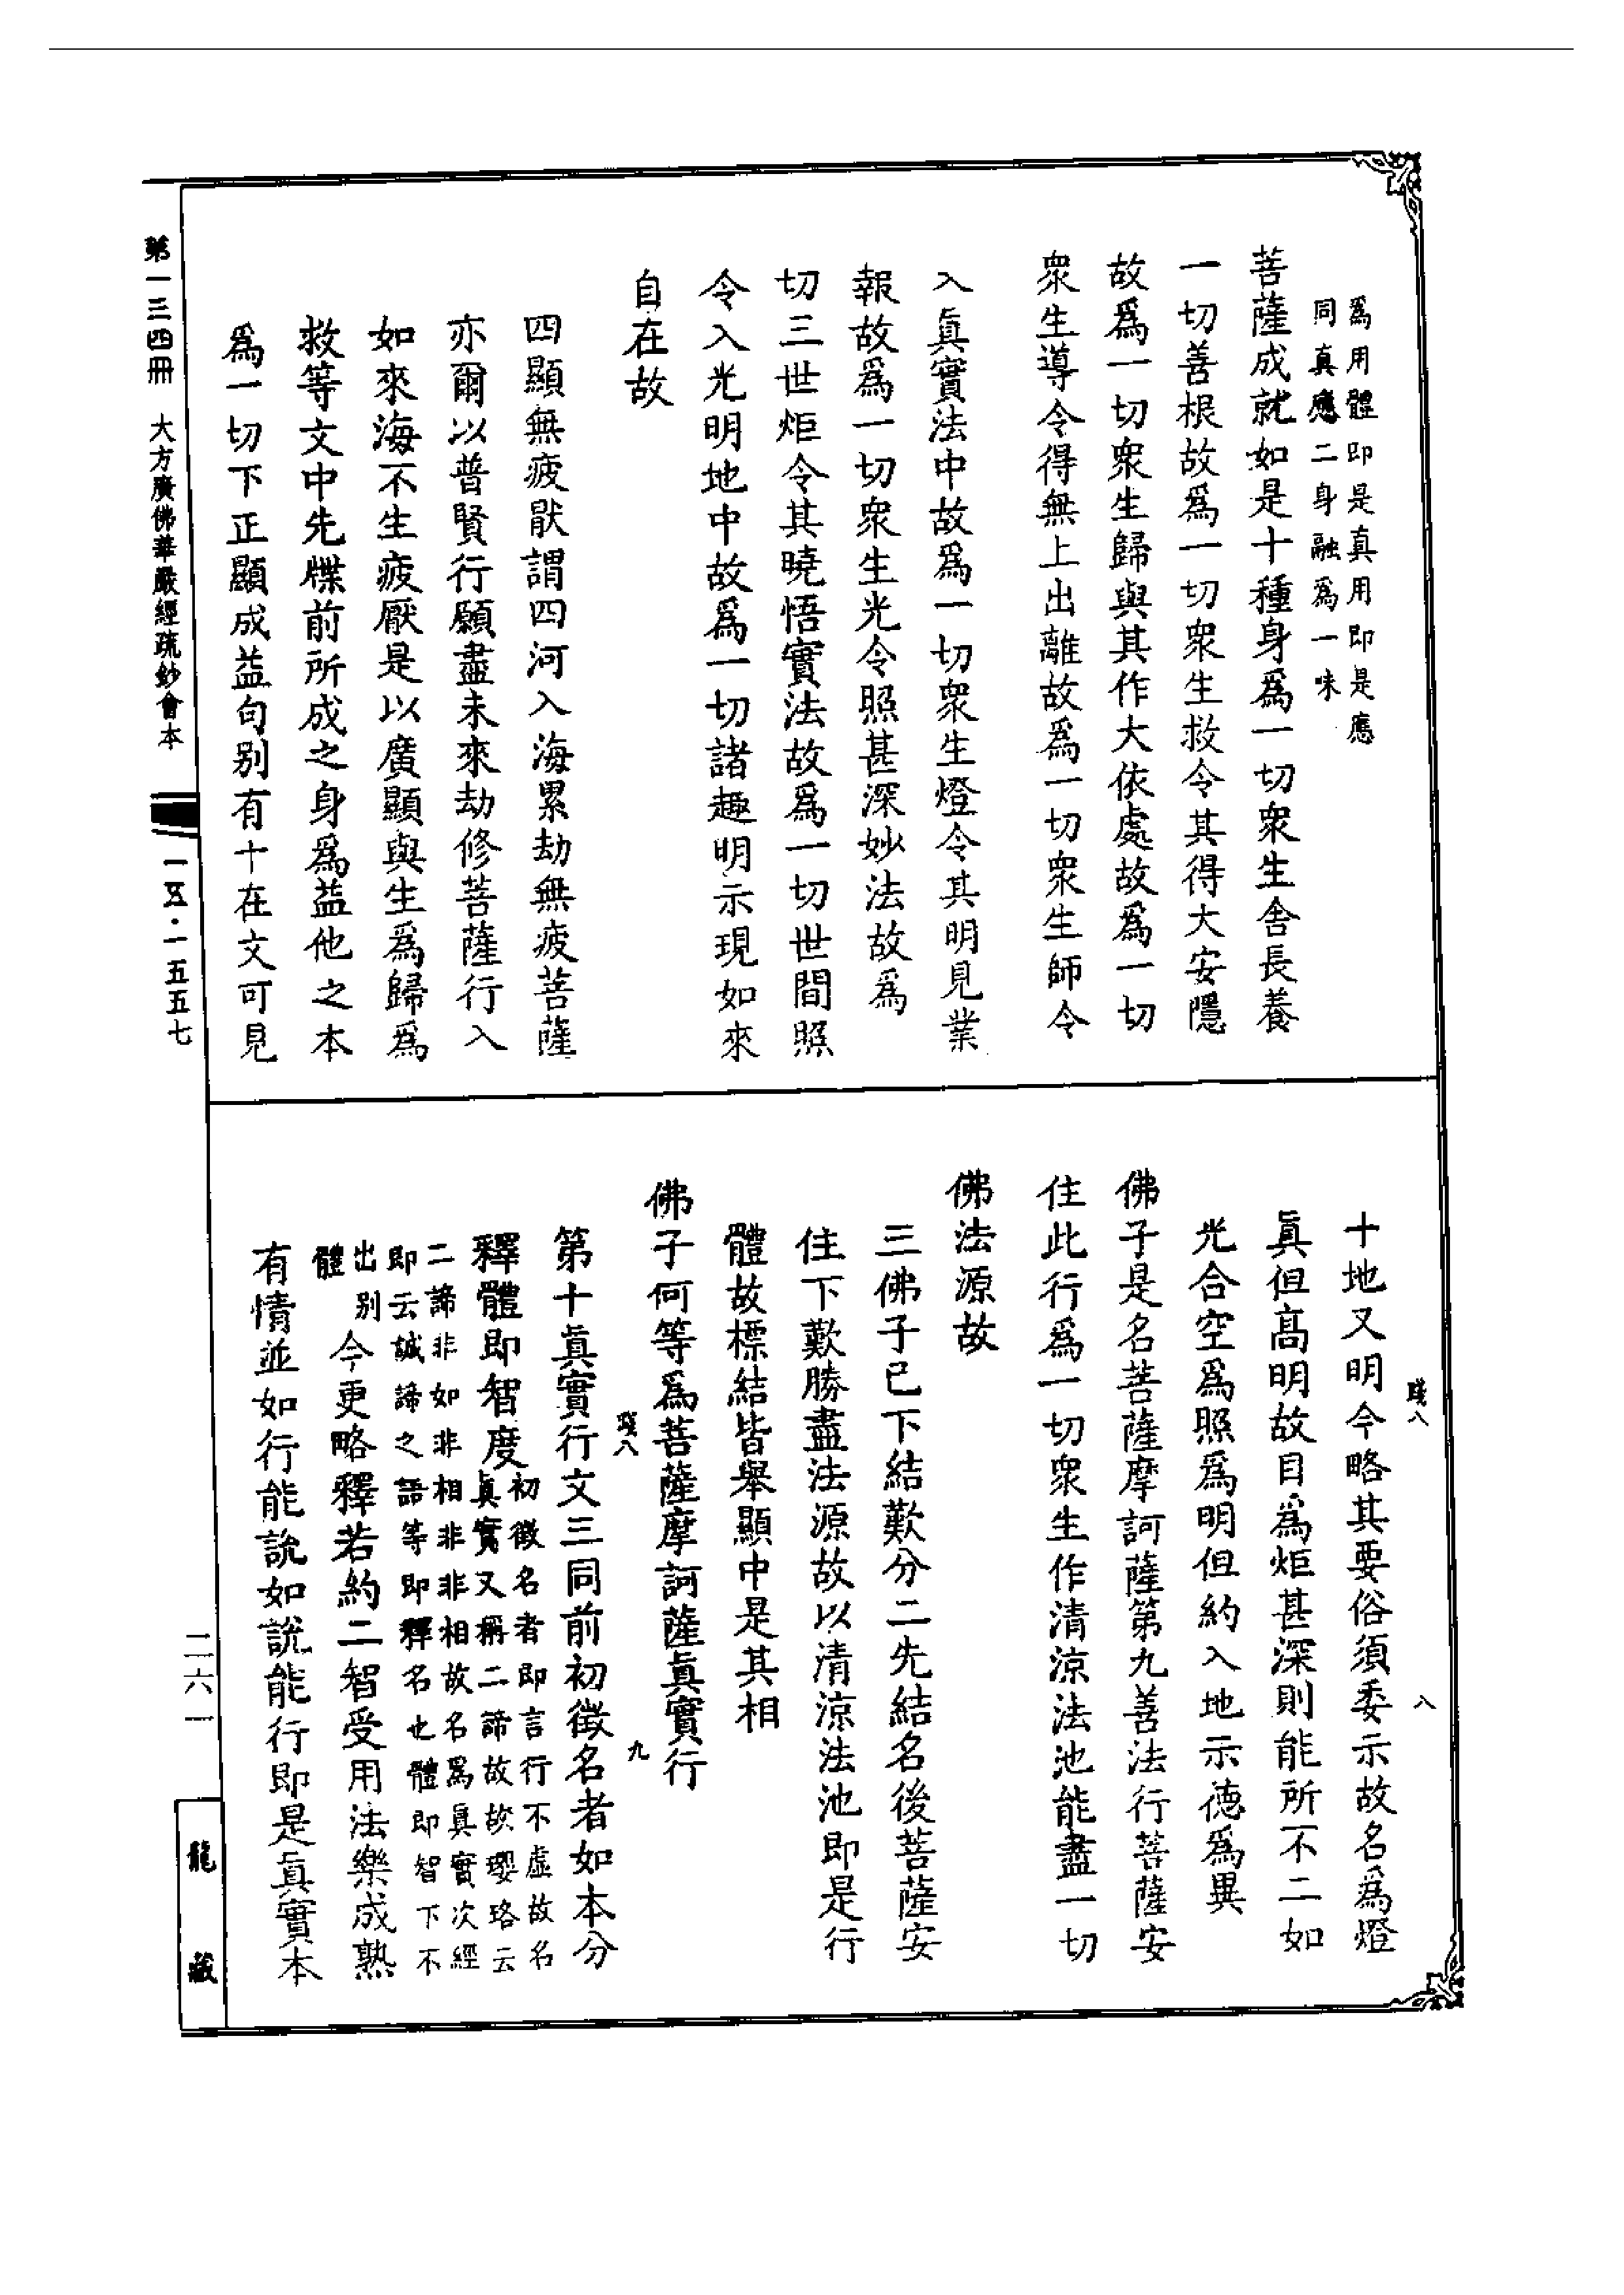 為用體即是真用即是應
同真應二身融為一味
菩薩成就如是十種身為一切衆生舍長養
一切善根故為一切衆生救令其得大安隱
故爲一切衆生歸與其作大依處故爲一切
衆生導令得無上出離故爲一切衆生師令
入眞實法中故爲一切衆生燈令其明見業
報故爲一切衆生光令照甚深妙法故爲一
切三世炬令其曉悟實法故爲一切世間照
令入光明地中故爲一切諸趣明示現如來
自在故
四顯無疲厭謂四河入海累劫無疲菩薩
亦爾以普賢行願盡未來劫修菩薩行入
如來海不生疲厭是以廣顯與生爲歸爲
救等文中先牒前所成之身爲益他之本
爲一切下正顯成益句别有十在文可見
十地又明今略其要俗須委示故名為燈
眞但高明故目爲炬甚深則能所不二如
光合空爲照爲明但約入地示德爲異
佛子是名菩薩摩訶薩第九善法行菩薩安
住此行爲一切衆生作清涼法池能盡一切
佛法源故
三佛子已下結歎分二先結名後菩薩安
住下歎勝盡法源故以清涼法池即是行
體故標結皆舉顯中是其相
佛子何等爲菩薩摩訶薩眞實行
第十眞實行文三同前初徵名者如本分
釋體即智度初徵名者即言行不虛故名
眞實又稱二諦故故瓔珞云
二諦非如非相非非相故名爲眞實次經
即云誠諦之語等即釋名也體即智下不
出别
體
今更略釋若約二智受用法樂成熟
有情並如行能說如說能行即是眞實本
第一三四冊 大方廣佛華嚴經疏鈔會本
一五·一五五七
二六一
龍藏
八
八
九